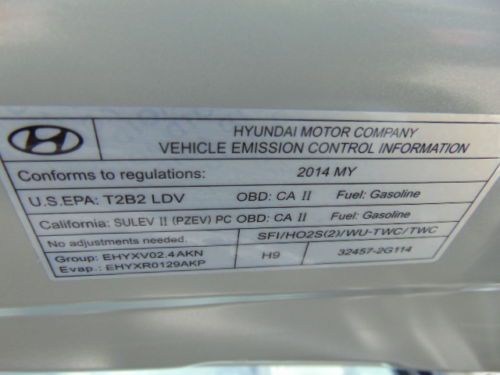 HYUNDAI MOTOR COMPANY
VEHICLE EMISSION CONTROL INFORMATION
Conforms to regulations: 2014 MY
U.S.EPA: T2B2 LDV OBD: CA II Fuel: Gasoline
California: SULEV II (PZEV) PC OBD: CA II Fuel: Gasoline
No adjustments needed. SFI/HO2S(2)/WU-TWC/TWC
Group: EHYXV02.4AKN H9 32457-2G114
Evap.: EHYXR0129AKP